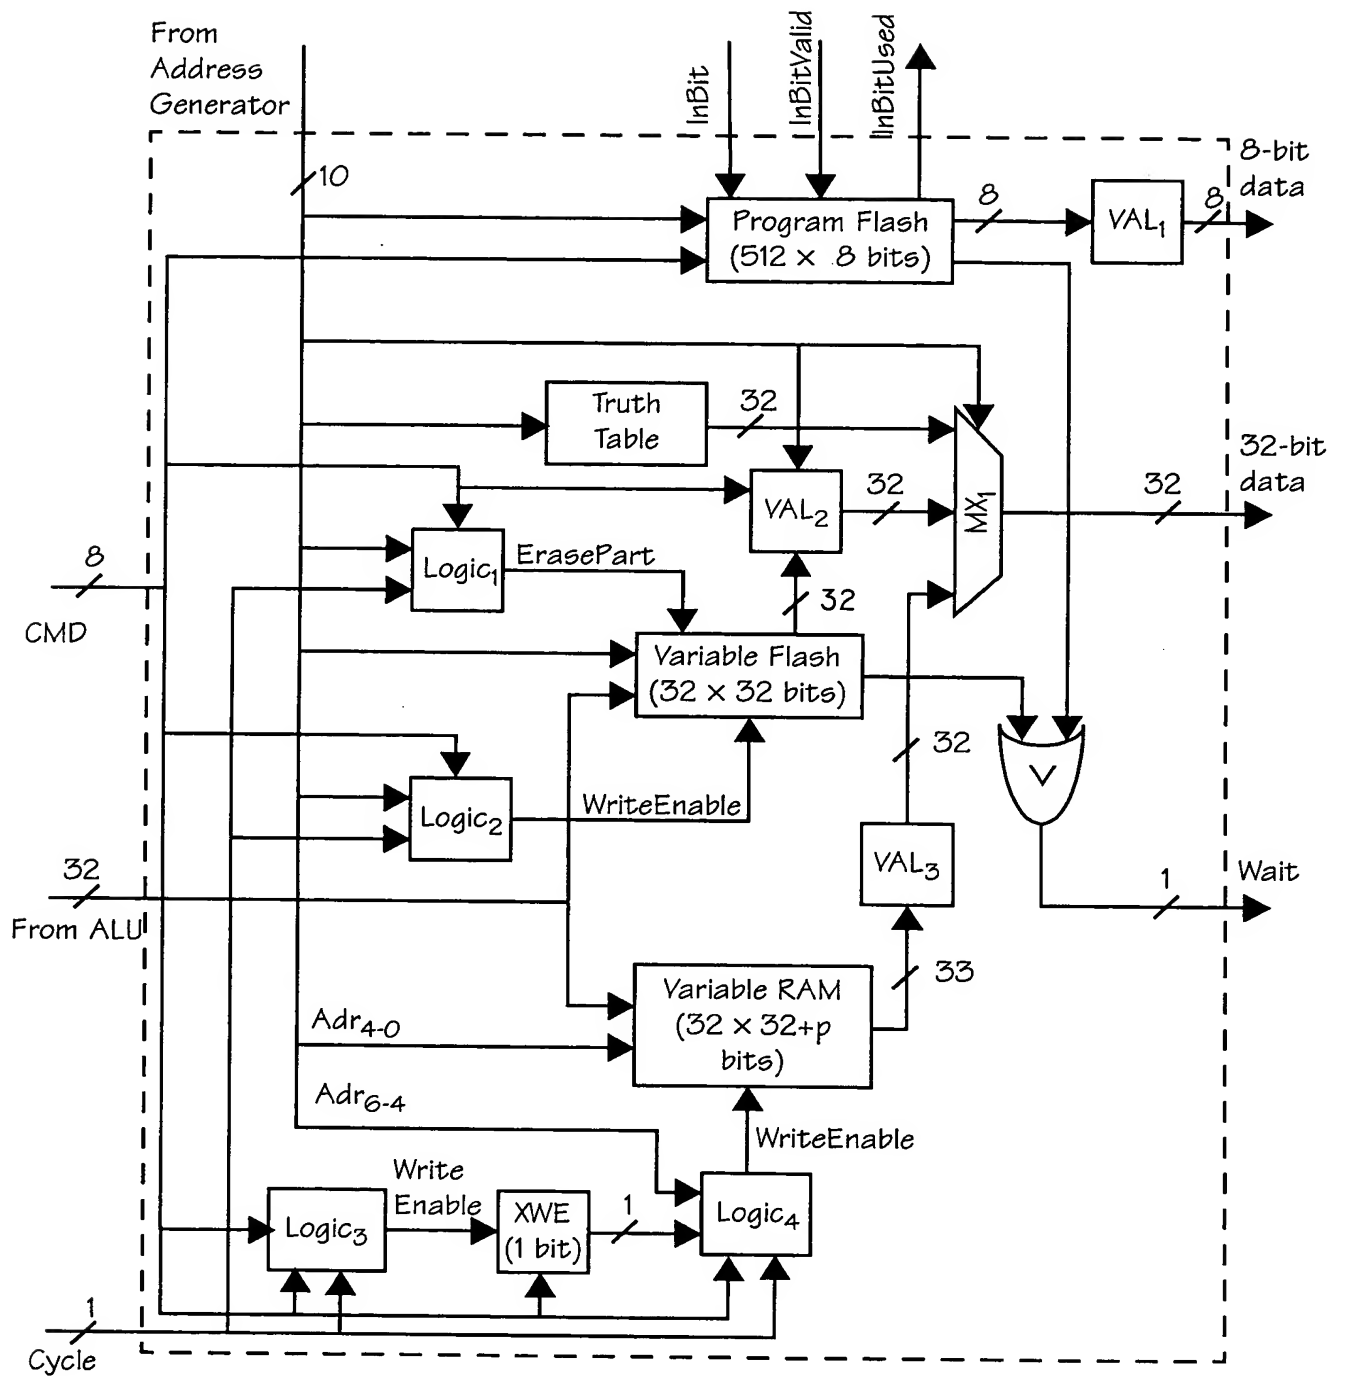 From
Address
Generator
InBit
InBitValid
InBitUsed
10
8-bit
data
Program Flash
(512 × 8 bits)
8
VAL1
8
Truth
Table
32
32-bit
data
VAL2
32
MX1
32
8
CMD
Logic1
ErasePart
32
Variable Flash
(32 × 32 bits)
32
V
Logic2
WriteEnable
VAL3
32
From ALU
1
Wait
33
Variable RAM
(32 × 32+p
bits)
Adr4-0
Adr6-4
WriteEnable
Write
Enable
Logic3
XWE
(1 bit)
1
Logic4
1
Cycle